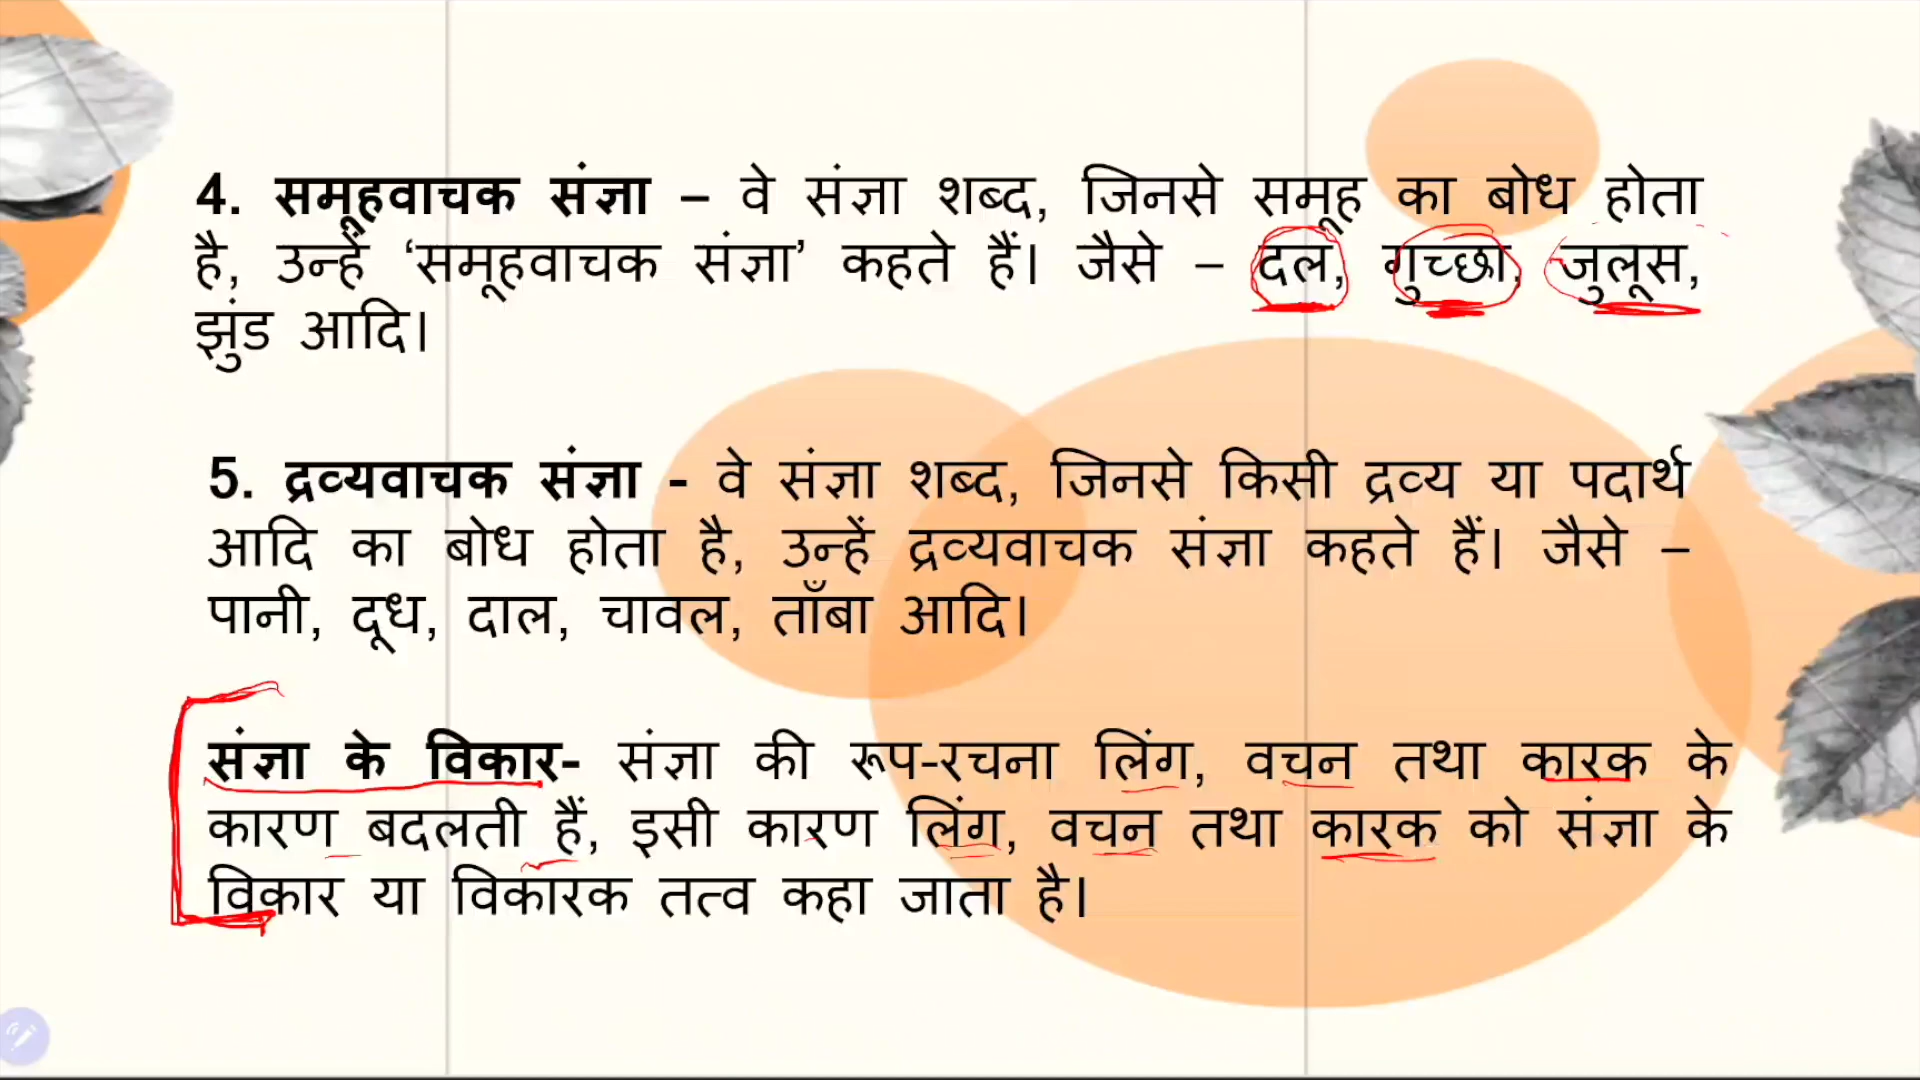 4. समूहवाचक संज्ञा – वे संज्ञा शब्द, जिनसे समूह का बोध होता
है, उन्हें ‘समूहवाचक संज्ञा’ कहते हैं। जैसे – दल, गुच्छा, जुलूस,
झुंड आदि।
5. द्रव्यवाचक संज्ञा - वे संज्ञा शब्द, जिनसे किसी द्रव्य या पदार्थ
आदि का बोध होता है, उन्हें द्रव्यवाचक संज्ञा कहते हैं। जैसे –
पानी, दूध, दाल, चावल, ताँबा आदि।
संज्ञा के विकार- संज्ञा की रूप-रचना लिंग, वचन तथा कारक के
कारण बदलती हैं, इसी कारण लिंग, वचन तथा कारक को संज्ञा के
विकार या विकारक तत्व कहा जाता है।